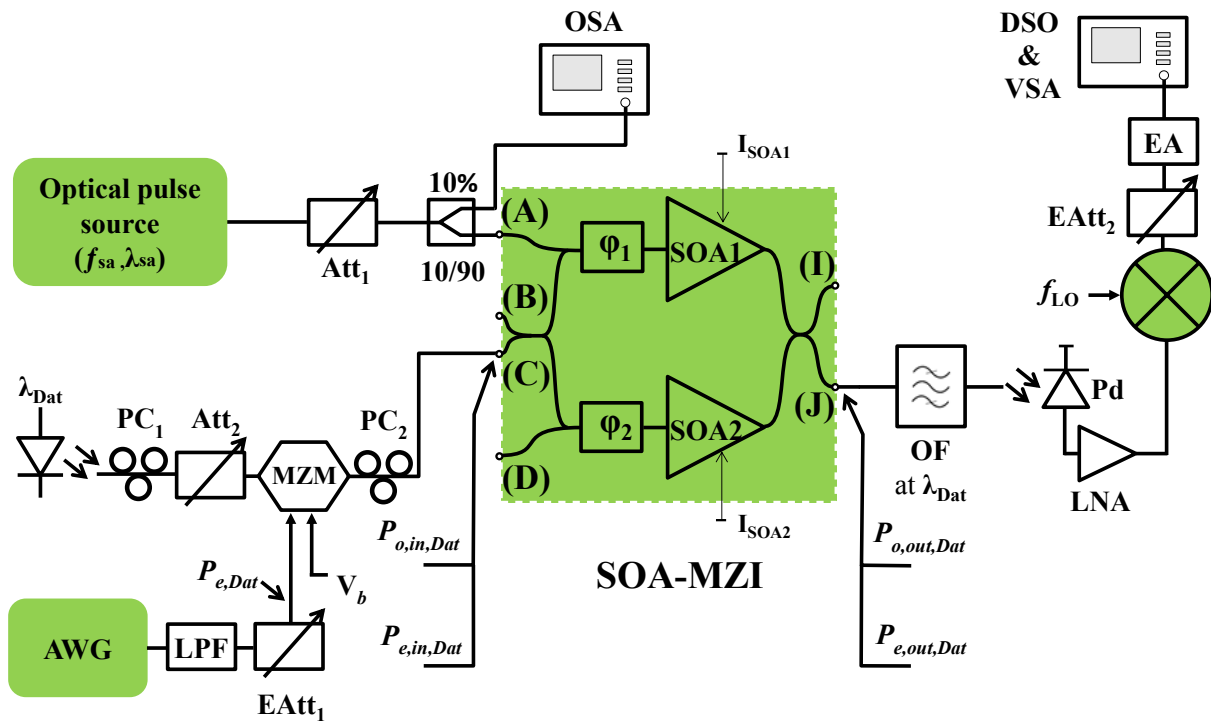 OSA
DSO
&
VSA
I_SOA1
EA
Optical pulse
source
(f_sa ,λ_sa)
10%
(A)
EAtt_2
Att_1
10/90
φ_1
SOA1
(I)
f_LO
(B)
(C)
λ_Dat
PC_1
Att_2
PC_2
MZM
φ_2
SOA2
(J)
Pd
(D)
OF
at λ_Dat
LNA
I_SOA2
P_o,in,Dat
P_o,out,Dat
SOA-MZI
P_e,Dat
V_b
AWG
LPF
P_e,in,Dat
P_e,out,Dat
EAtt_1